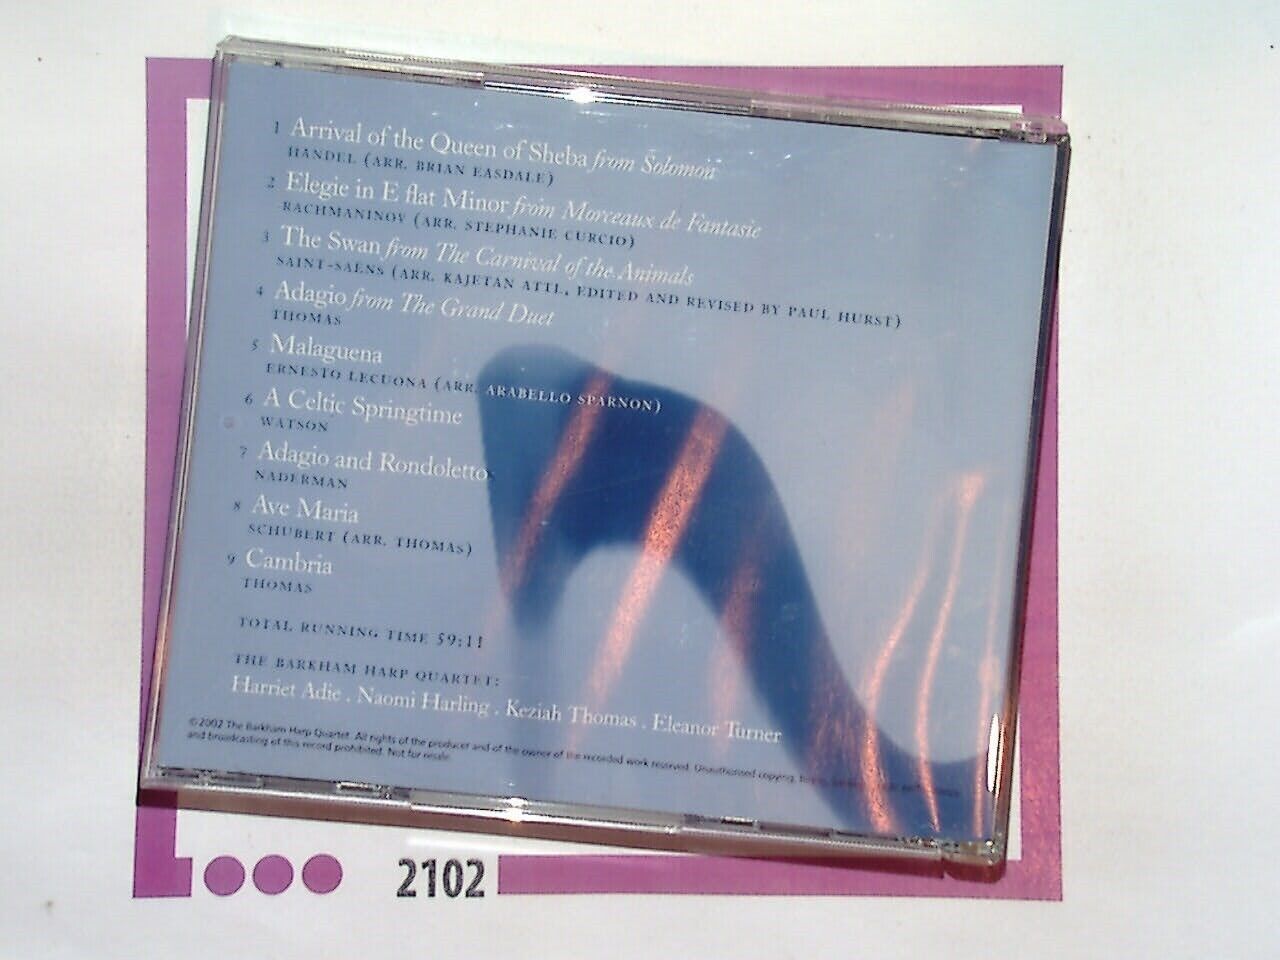 1 Arrival of the Queen of Sheba from Solomon
HANDEL (ARR. BRIAN EASDALE)
2 Elegie in E flat Minor from Morceaux de Fantasie
RACHMANINOV (ARR. STEPHANIE CURCIO)
3 The Swan from The Carnival of the Animals
SAINT-SAËNS (ARR. KAJETAN ATTL, EDITED AND REVISED BY PAUL HURST)
4 Adagio from The Grand Duet
THOMAS
5 Malaguena
ERNESTO LECUONA (ARR. ARABELLO SPARNON)
6 A Celtic Springtime
WATSON
7 Adagio and Rondoletto
NADERMAN
8 Ave Maria
SCHUBERT (ARR. THOMAS)
9 Cambria
THOMAS
TOTAL RUNNING TIME 59:11
THE BARKHAM HARP QUARTET:
Harriet Adie . Naomi Harling . Keziah Thomas . Eleanor Turner
©2002 The Barkham Harp Quartet. All rights of the producer and of the owner of the recorded work reserved. Unauthorised copying,
and broadcasting of this record prohibited. Not for resale.
2102